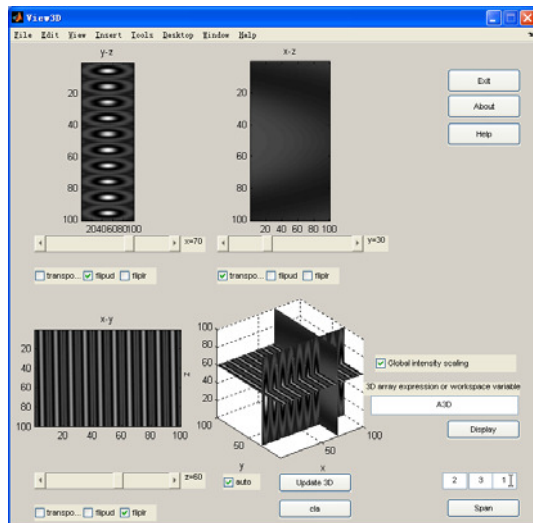 View3D
File Edit View Insert Tools Desktop Window Help
y-z
20
40
60
80
100
20406080100
x=70
transpo... flipud fliplr
x-z
20
40
60
80
100
20 40 60 80 100
y=30
transpo... flipud fliplr
Exit
About
Help
x-y
20
40
60
80
100
20 40 60 80 100
z=60
transpo... flipud fliplr
z
100
80
60
40
20
100
50
y
50
100
x
auto
Update 3D
cla
Global intensity scaling
3D array expression or workspace variable
A3D
Display
2 3 1
Span